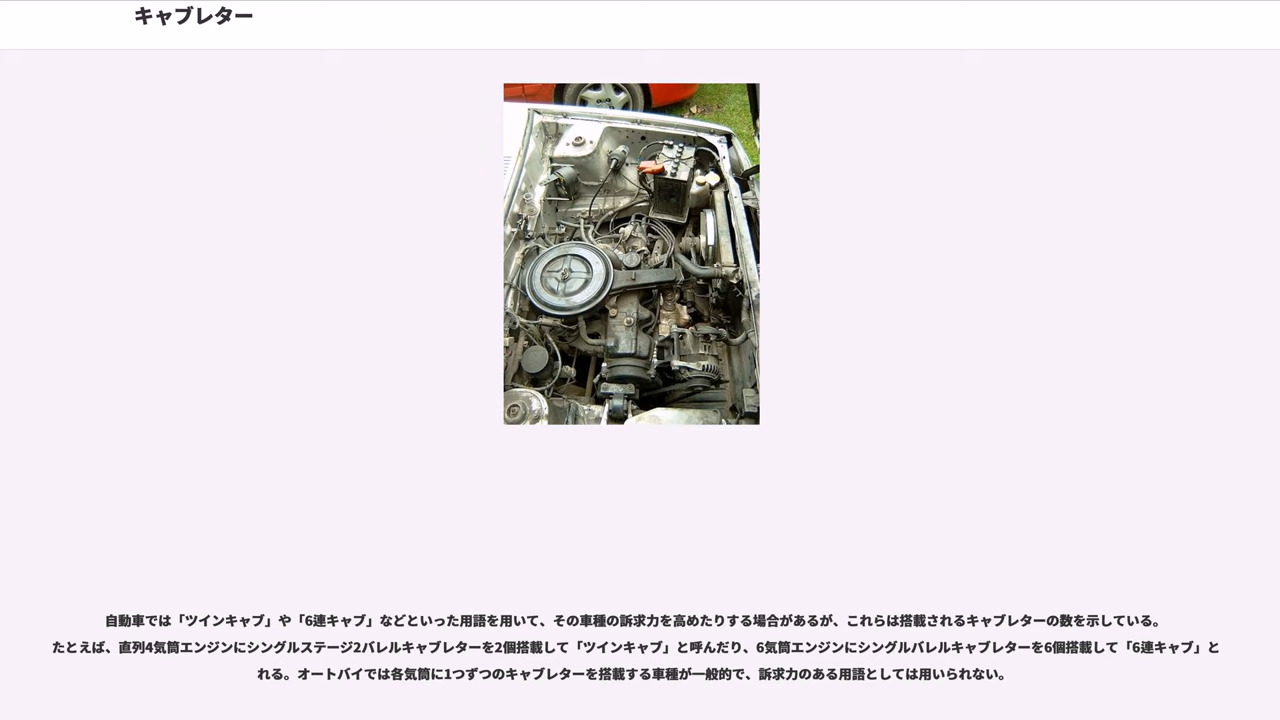 キャブレター
自動車では「ツインキャブ」や「6連キャブ」などといった用語を用いて、その車種の訴求力を高めたりする場合があるが、これらは搭載されるキャブレターの数を示している。
たとえば、直列4気筒エンジンにシングルステージ2バレルキャブレターを2個搭載して「ツインキャブ」と呼んだり、6気筒エンジンにシングルバレルキャブレターを6個搭載して「6連キャブ」と
れる。オートバイでは各気筒に1つずつのキャブレターを搭載する車種が一般的で、訴求力のある用語としては用いられない。